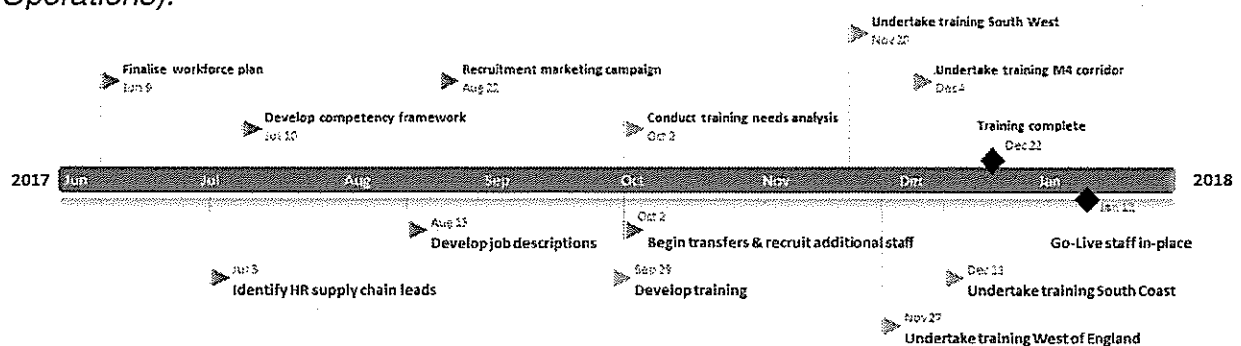 Operations).
Undertake training South West
Nov 20
Finalise workforce plan
Jun 9
Recruitment marketing campaign
Aug 22
Undertake training M4 corridor
Dec 4
Develop competency framework
Jul 10
Conduct training needs analysis
Oct 2
Training complete
Dec 22
2017
Jun Jul Aug Sep Oct Nov Dec Jan
2018
Jan 12
Aug 15
Develop job descriptions
Oct 2
Begin transfers & recruit additional staff
Go-Live staff in-place
Jul 3
Identify HR supply chain leads
Sep 29
Develop training
Dec 11
Undertake training South Coast
Nov 27
Undertake training West of England